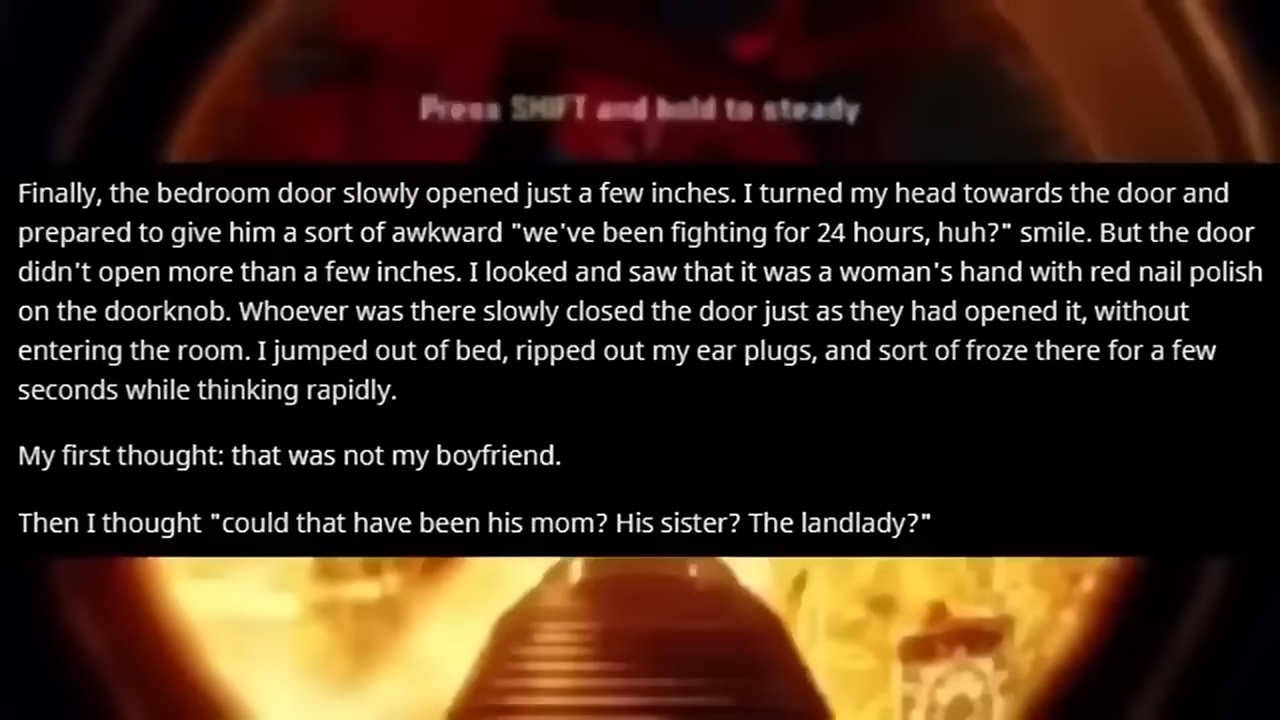 Press SHIFT and hold to steady
Finally, the bedroom door slowly opened just a few inches. I turned my head towards the door and
prepared to give him a sort of awkward "we've been fighting for 24 hours, huh?" smile. But the door
didn't open more than a few inches. I looked and saw that it was a woman's hand with red nail polish
on the doorknob. Whoever was there slowly closed the door just as they had opened it, without
entering the room. I jumped out of bed, ripped out my ear plugs, and sort of froze there for a few
seconds while thinking rapidly.
My first thought: that was not my boyfriend.
Then I thought "could that have been his mom? His sister? The landlady?"